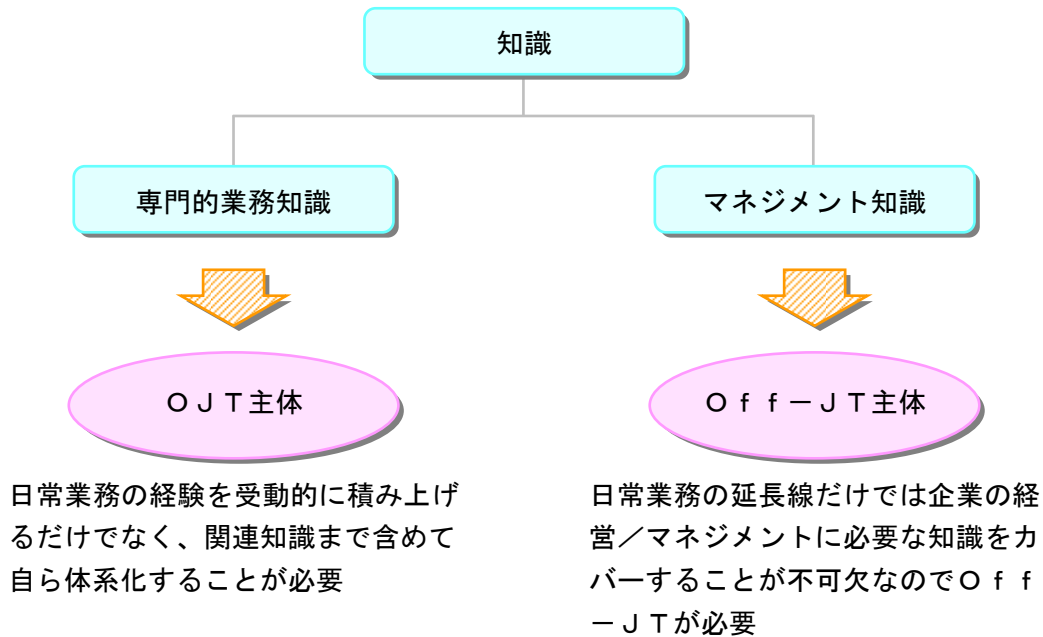 知識
専門的業務知識
マネジメント知識
ＯＪＴ主体
Ｏｆｆ－ＪＴ主体
日常業務の経験を受動的に積み上げ
るだけでなく、関連知識まで含めて
自ら体系化することが必要
日常業務の延長線だけでは企業の経
営／マネジメントに必要な知識をカ
バーすることが不可欠なのでＯｆｆ
－ＪＴが必要